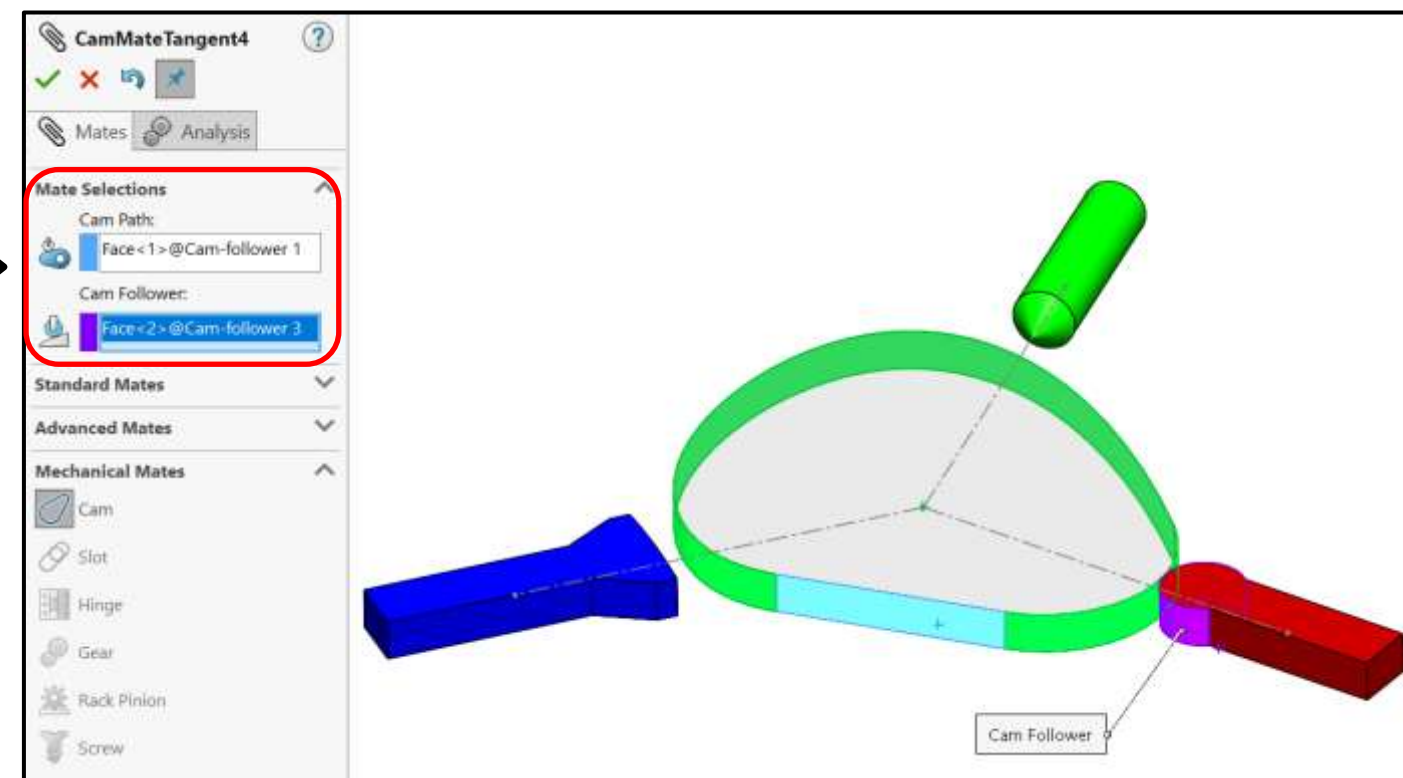 CamMateTangent4 ?
Mates Analysis
Mate Selections
Cam Path:
Face<1>@Cam-follower 1
Cam Follower:
Face<2>@Cam-follower 3
Standard Mates
Advanced Mates
Mechanical Mates
Cam
Slot
Hinge
Gear
Rack Pinion
Screw
Cam Follower